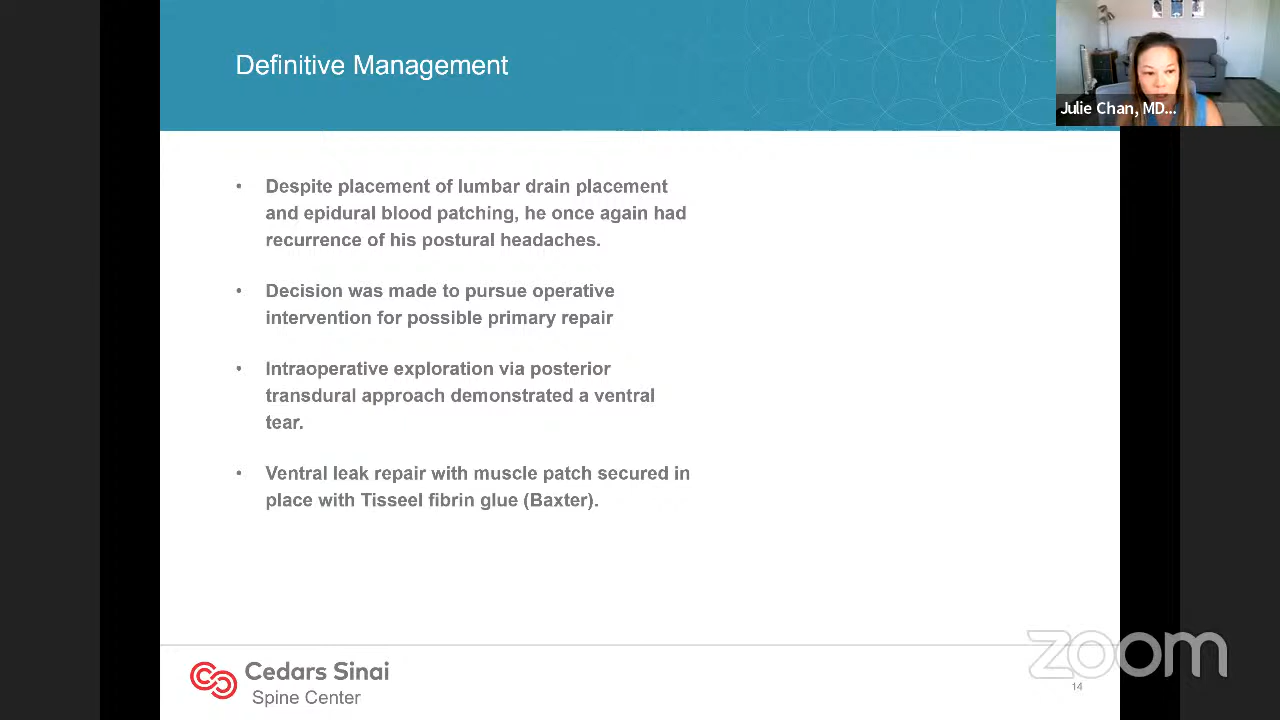 Definitive Management
Julie Chan, MD...
• Despite placement of lumbar drain placement
and epidural blood patching, he once again had
recurrence of his postural headaches.
• Decision was made to pursue operative
intervention for possible primary repair
• Intraoperative exploration via posterior
transdural approach demonstrated a ventral
tear.
• Ventral leak repair with muscle patch secured in
place with Tisseel fibrin glue (Baxter).
Cedars Sinai
Spine Center
zoom
14